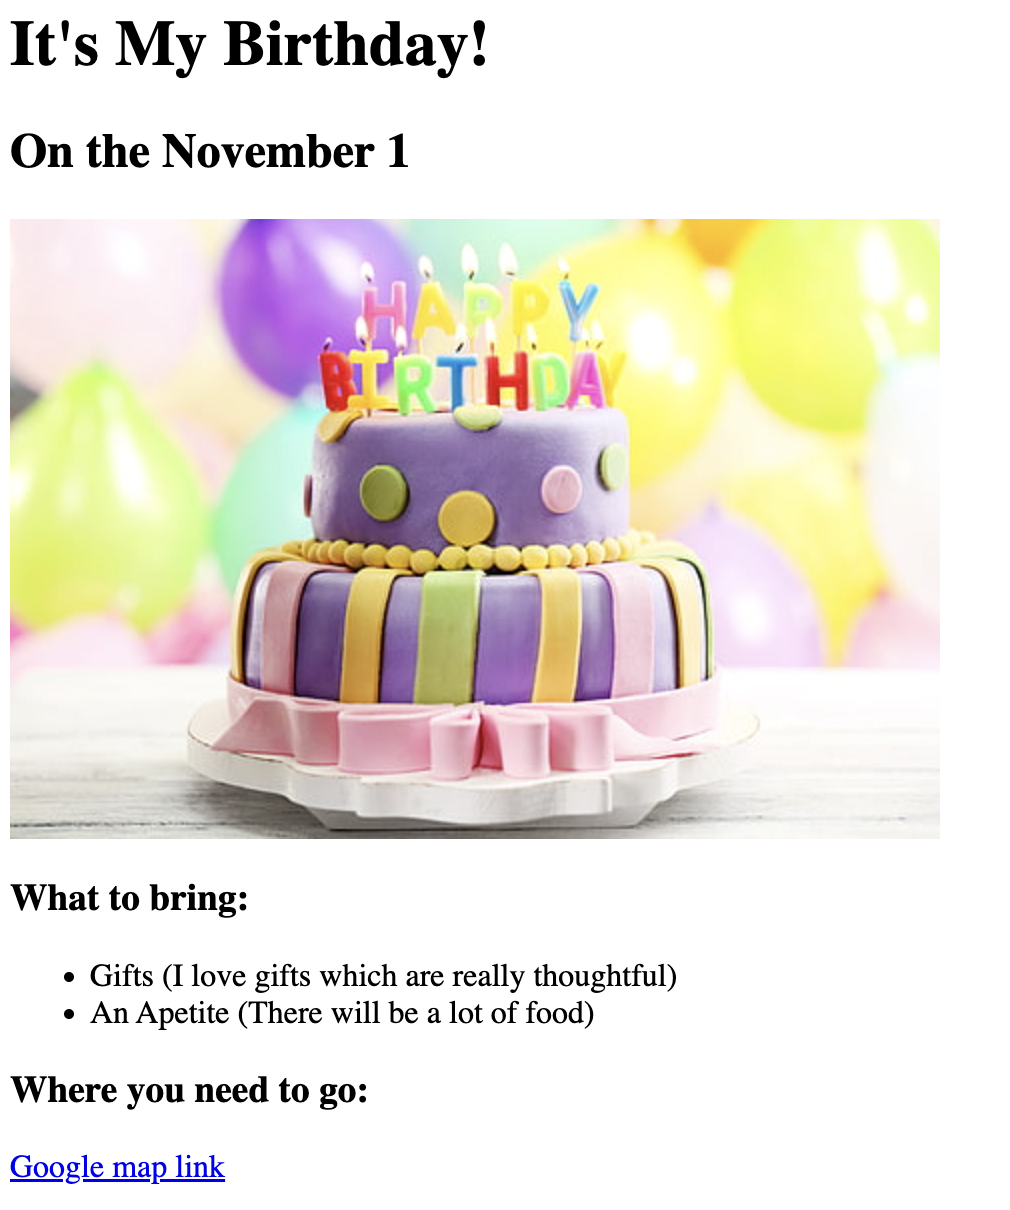 It's My Birthday!
On the November 1
HAPPY
BIRTHDAY
What to bring:
Gifts (I love gifts which are really thoughtful)
An Apetite (There will be a lot of food)
Where you need to go:
Google map link